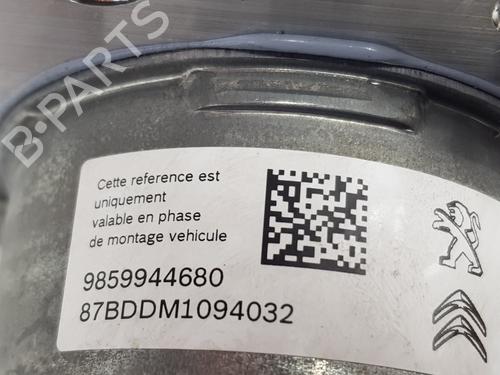 B-PARTS
Cette reference est
uniquement
valable en phase
de montage vehicule
9859944680
87BDDM1094032